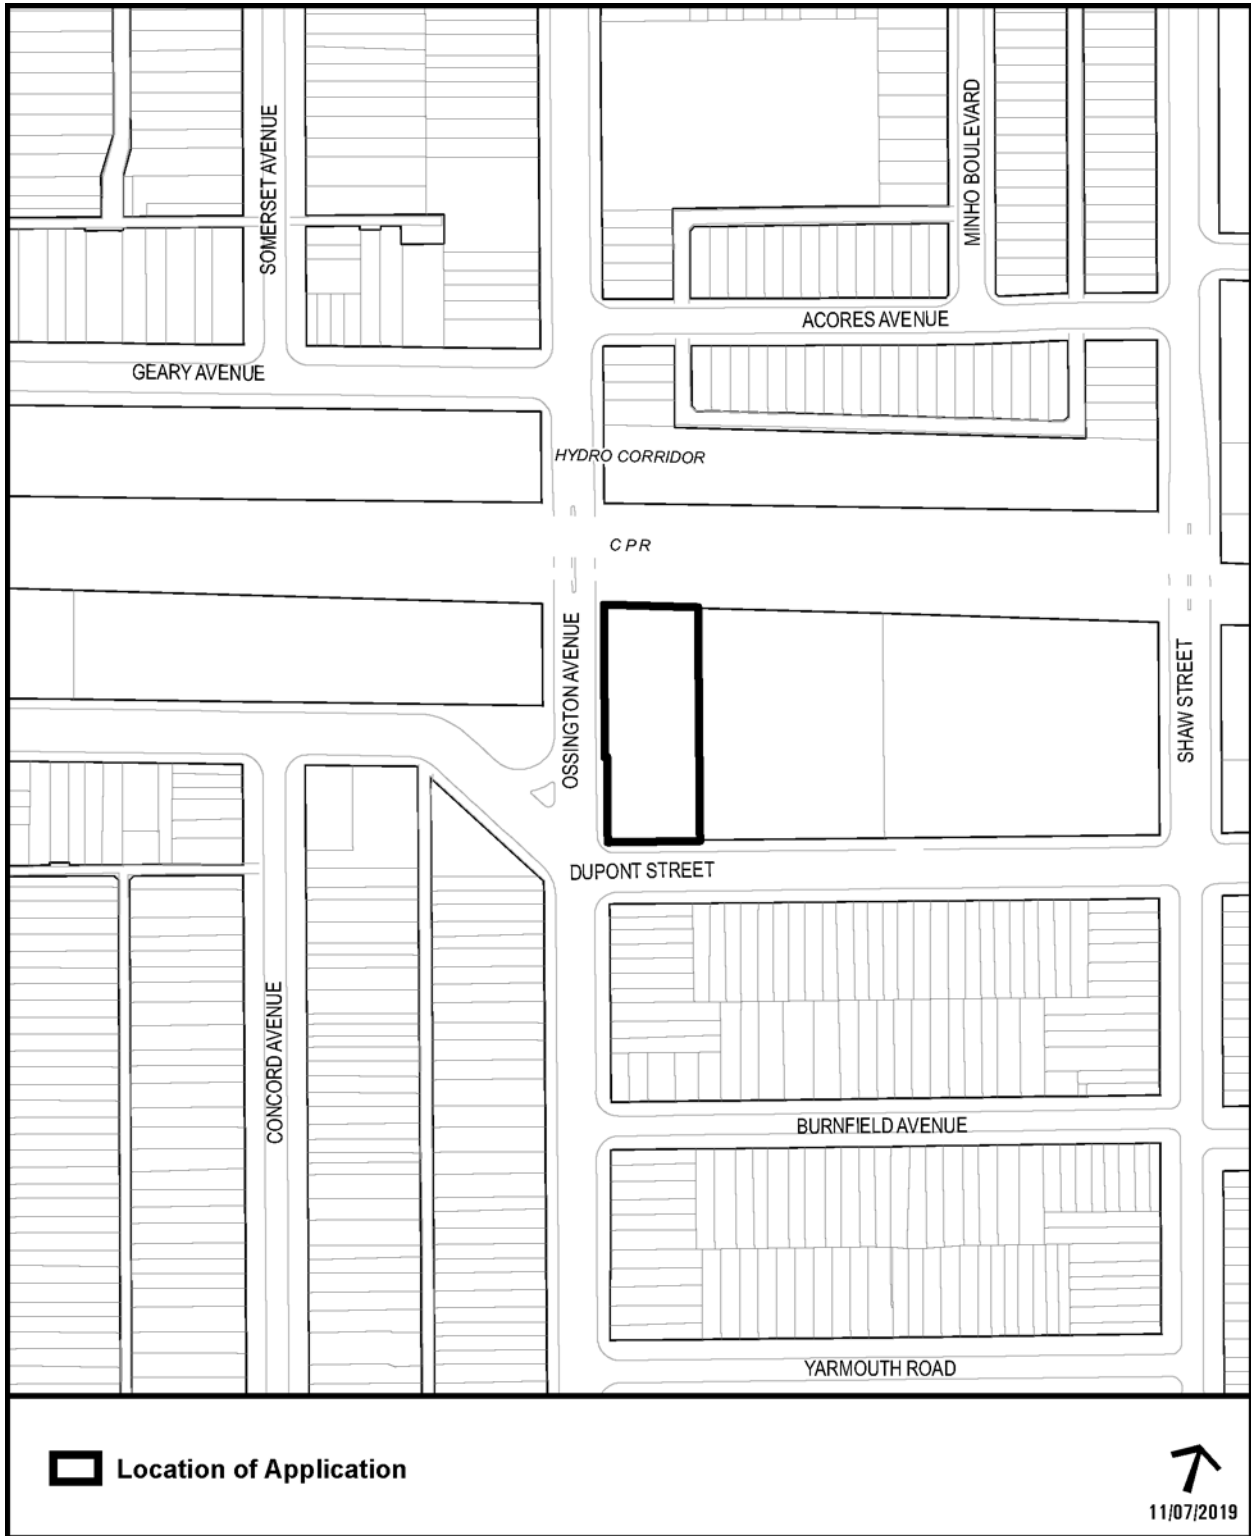 SOMERSET AVENUE
MINHO BOULEVARD
ACORES AVENUE
GEARY AVENUE
HYDRO CORRIDOR
CPR
OSSINGTON AVENUE
SHAW STREET
DUPONT STREET
CONCORD AVENUE
BURNFIELD AVENUE
YARMOUTH ROAD
Location of Application
11/07/2019